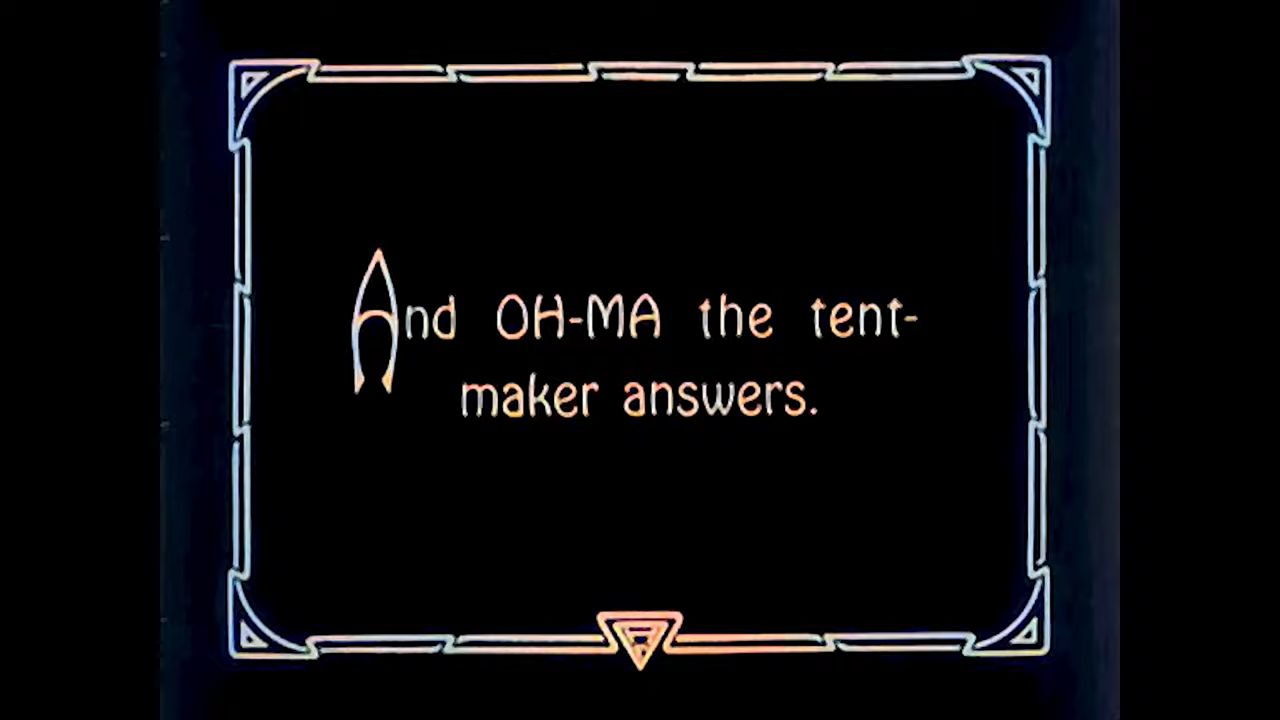 And OH-MA the tent-
maker answers.